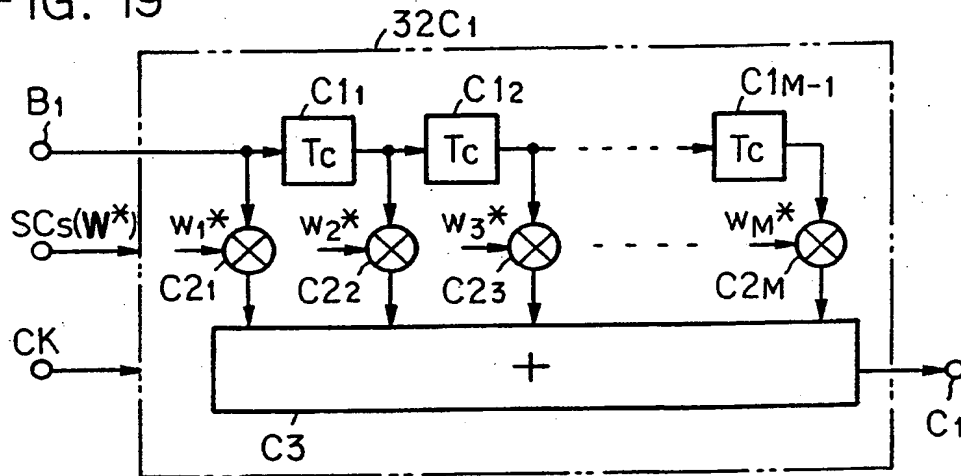 FIG. 19
32C1
B1
C11
C12
C1M-1
Tc
Tc
Tc
SCs(W*)
w1*
w2*
w3*
wM*
C21
C22
C23
C2M
CK
+
C3
C1